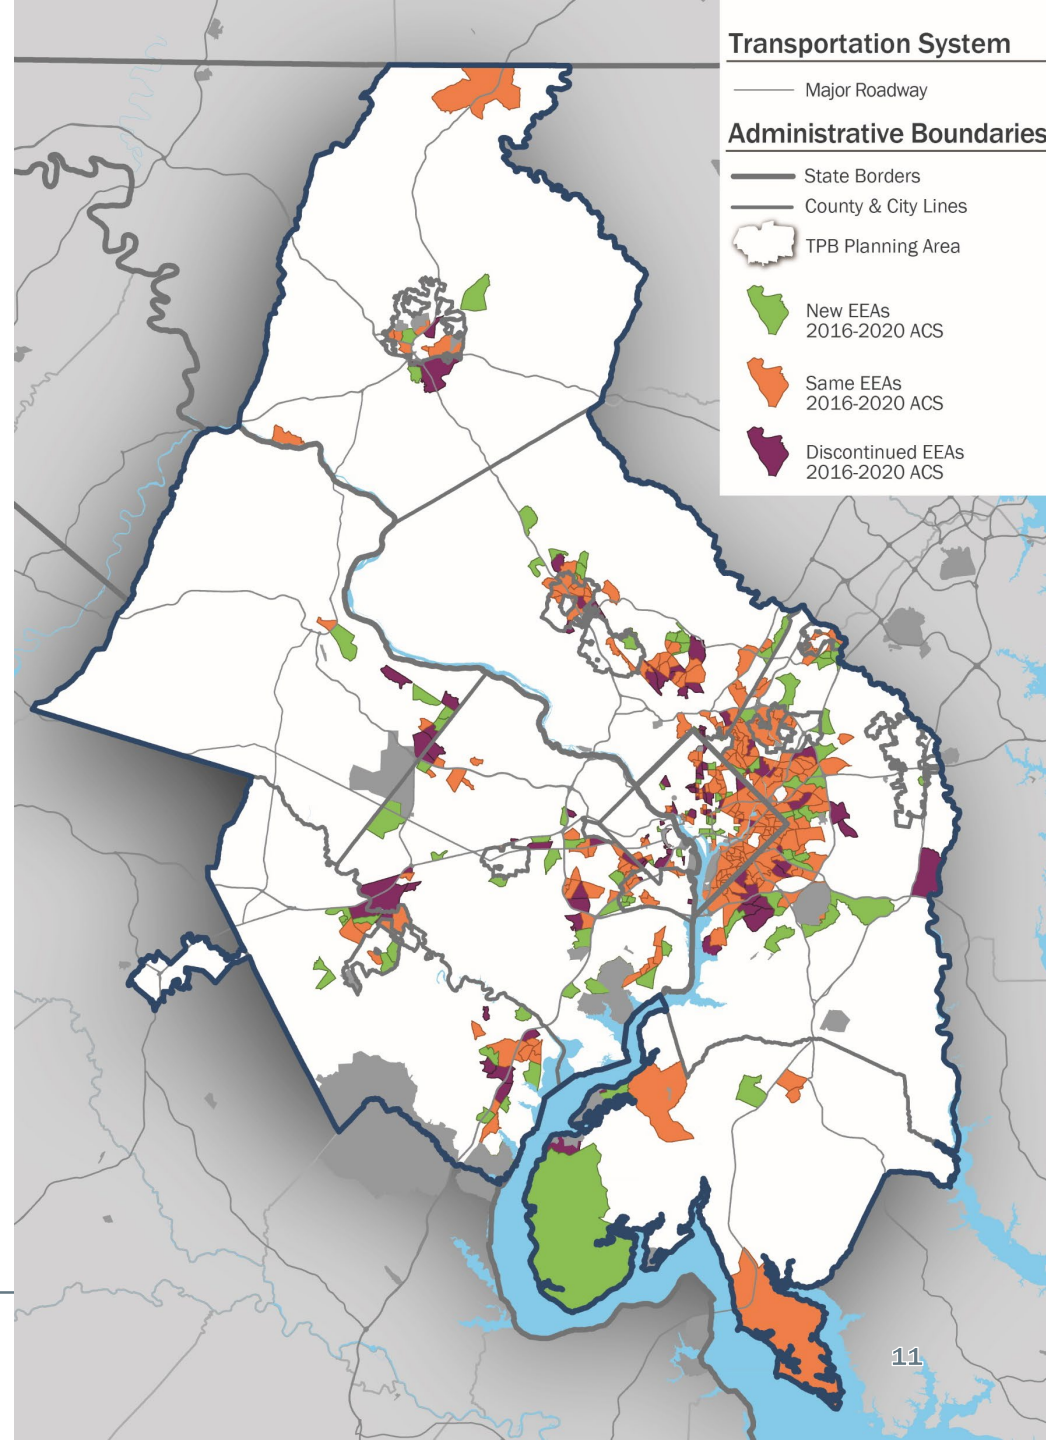 Transportation System
Major Roadway
Administrative Boundaries
State Borders
County & City Lines
TPB Planning Area
New EEAs
2016-2020 ACS
Same EEAs
2016-2020 ACS
Discontinued EEAs
2016-2020 ACS
11